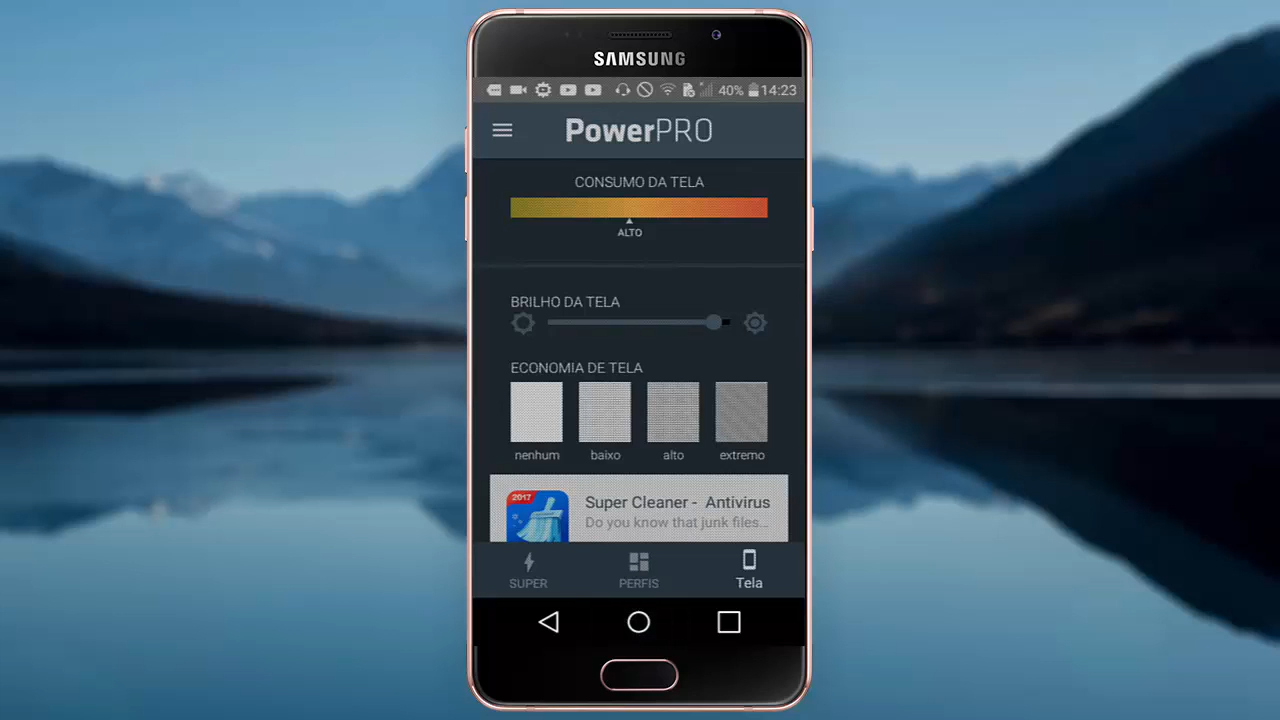 SAMSUNG
40% 14:23
PowerPRO
CONSUMO DA TELA
ALTO
BRILHO DA TELA
ECONOMIA DE TELA
nenhum baixo alto extremo
2017
Super Cleaner - Antivirus
Do you know that junk files...
SUPER PERFIS Tela